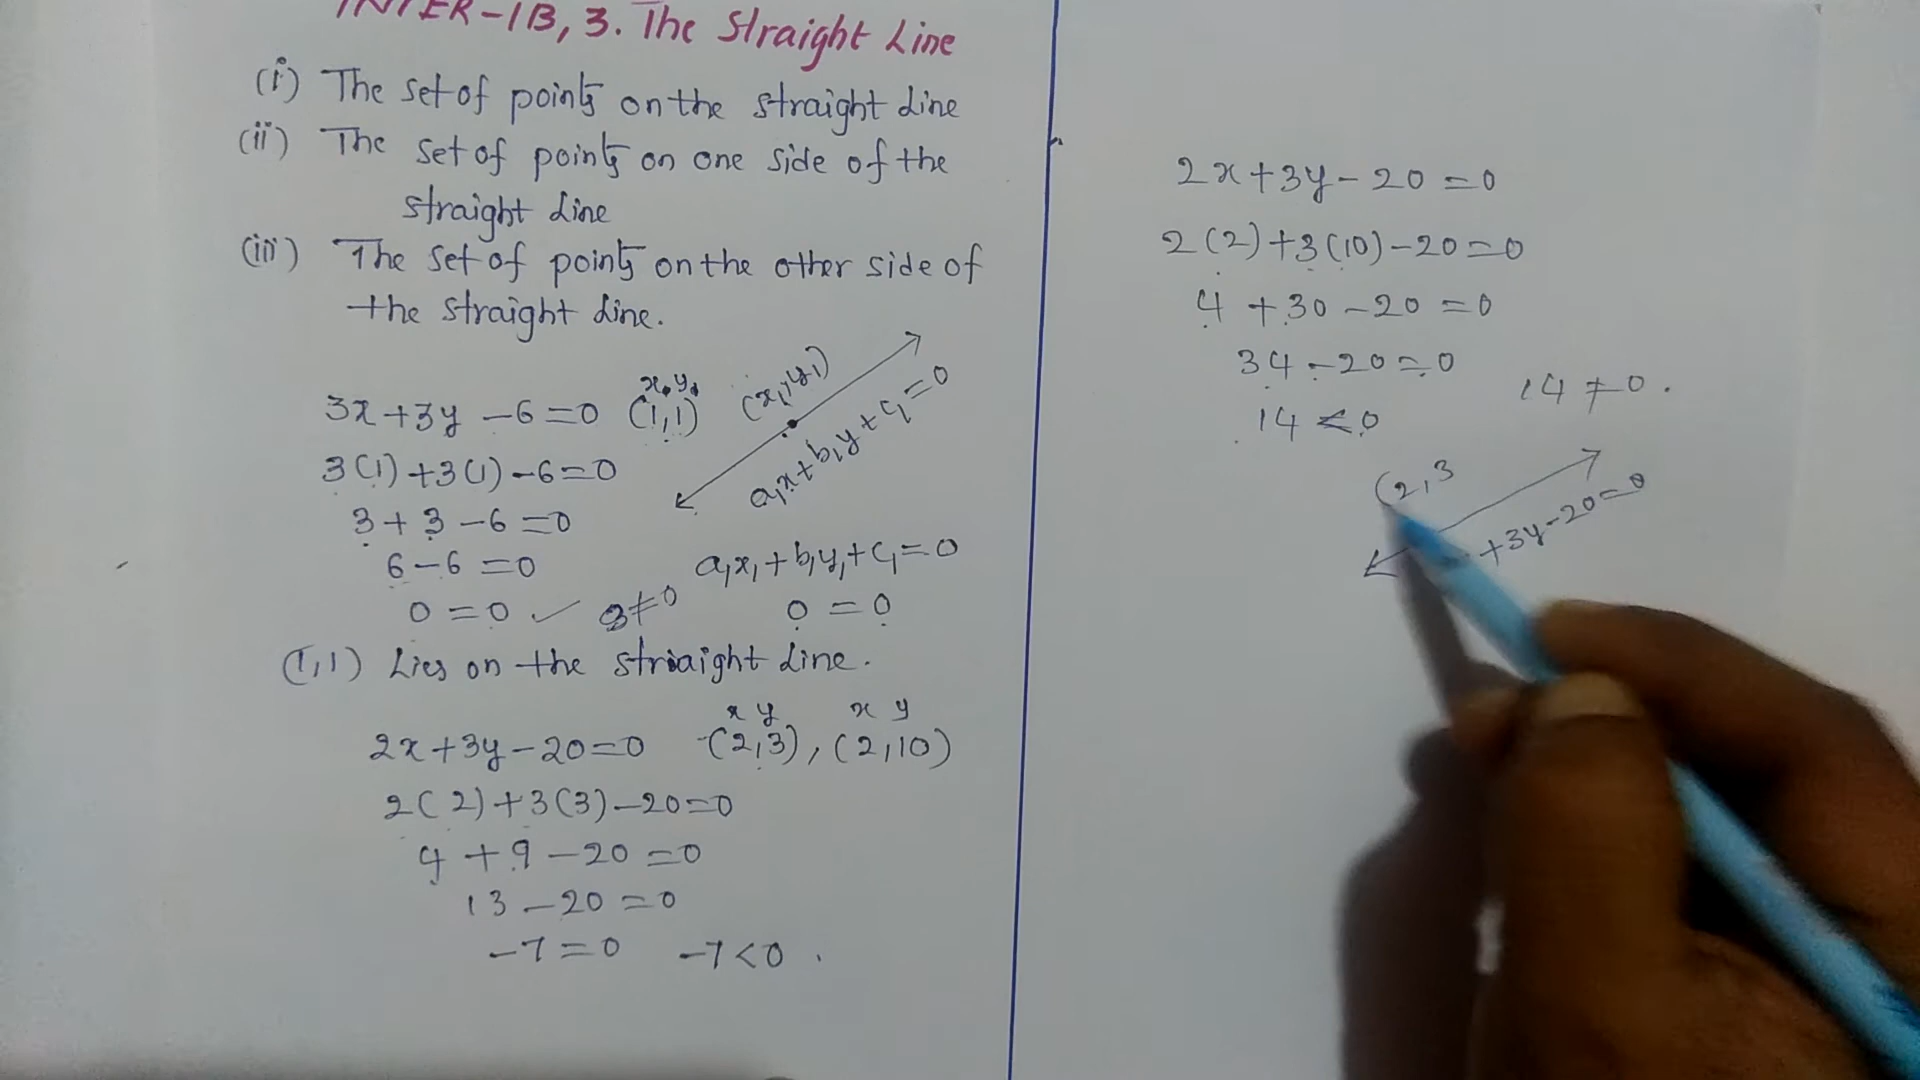 INTER-1B, 3. The Straight Line
(i) The set of points on the straight line
(ii) The set of points on one side of the
straight line
(iii) The set of points on the other side of
the straight line.
3x+3y-6=0 (1,1)
x, y,
3(1)+3(1)-6=0
3+3-6=0
6-6=0
0=0 ✓ 3≠0
(x₁,y₁)
a₁x+b₁y+c₁=0
a₁x₁+b₁y₁+c₁=0
0=0
(1,1) Lies on the straight line.
x y x y
2x+3y-20=0 (2,3), (2,10)
2(2)+3(3)-20=0
4+9-20=0
13-20=0
-7=0 -7<0.
2x+3y-20=0
2(2)+3(10)-20=0
4+30-20=0
34-20=0
14≠0.
14<0
(2,3
+3y-20=0